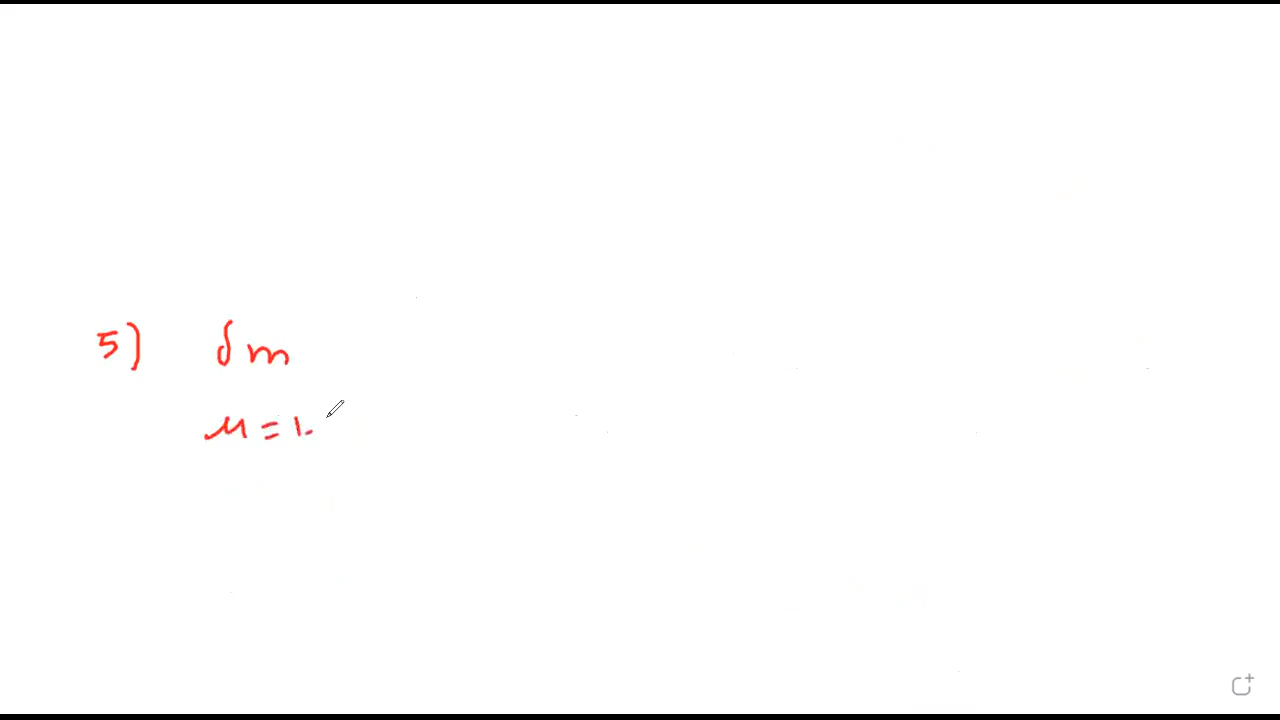 5) δm
μ = 1.